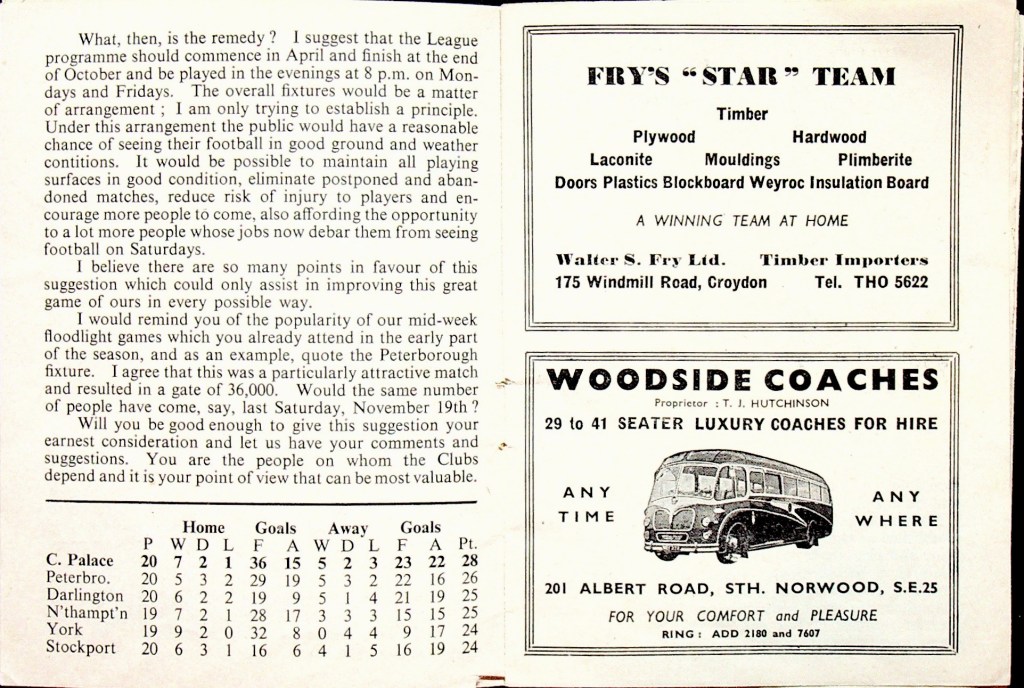 What, then, is the remedy ? I suggest that the League
programme should commence in April and finish at the end
of October and be played in the evenings at 8 p.m. on Mon-
days and Fridays. The overall fixtures would be a matter
of arrangement ; I am only trying to establish a principle.
Under this arrangement the public would have a reasonable
chance of seeing their football in good ground and weather
contitions. It would be possible to maintain all playing
surfaces in good condition, eliminate postponed and aban-
doned matches, reduce risk of injury to players and en-
courage more people to come, also affording the opportunity
to a lot more people whose jobs now debar them from seeing
football on Saturdays.
I believe there are so many points in favour of this
suggestion which could only assist in improving this great
game of ours in every possible way.
I would remind you of the popularity of our mid-week
floodlight games which you already attend in the early part
of the season, and as an example, quote the Peterborough
fixture. I agree that this was a particularly attractive match
and resulted in a gate of 36,000. Would the same number
of people have come, say, last Saturday, November 19th ?
Will you be good enough to give this suggestion your
earnest consideration and let us have your comments and
suggestions. You are the people on whom the Clubs
depend and it is your point of view that can be most valuable.
Home Goals Away Goals
P W D L F A W D L F A Pt.
C. Palace 20 7 2 1 36 15 5 2 3 23 22 28
Peterbro. 20 5 3 2 29 19 5 3 2 22 16 26
Darlington 20 6 2 2 19 9 5 1 4 21 19 25
N'thampt'n 19 7 2 1 28 17 3 3 3 15 15 25
York 19 9 2 0 32 8 0 4 4 9 17 24
Stockport 20 6 3 1 16 6 4 1 5 16 19 24
FRY'S "STAR" TEAM
Timber
Plywood Hardwood
Laconite Mouldings Plimberite
Doors Plastics Blockboard Weyroc Insulation Board
A WINNING TEAM AT HOME
Walter S. Fry Ltd. Timber Importers
175 Windmill Road, Croydon Tel. THO 5622
WOODSIDE COACHES
Proprietor : T. J. HUTCHINSON
29 to 41 SEATER LUXURY COACHES FOR HIRE
ANY
TIME
ANY
WHERE
201 ALBERT ROAD, STH. NORWOOD, S.E.25
FOR YOUR COMFORT and PLEASURE
RING : ADD 2180 and 7607